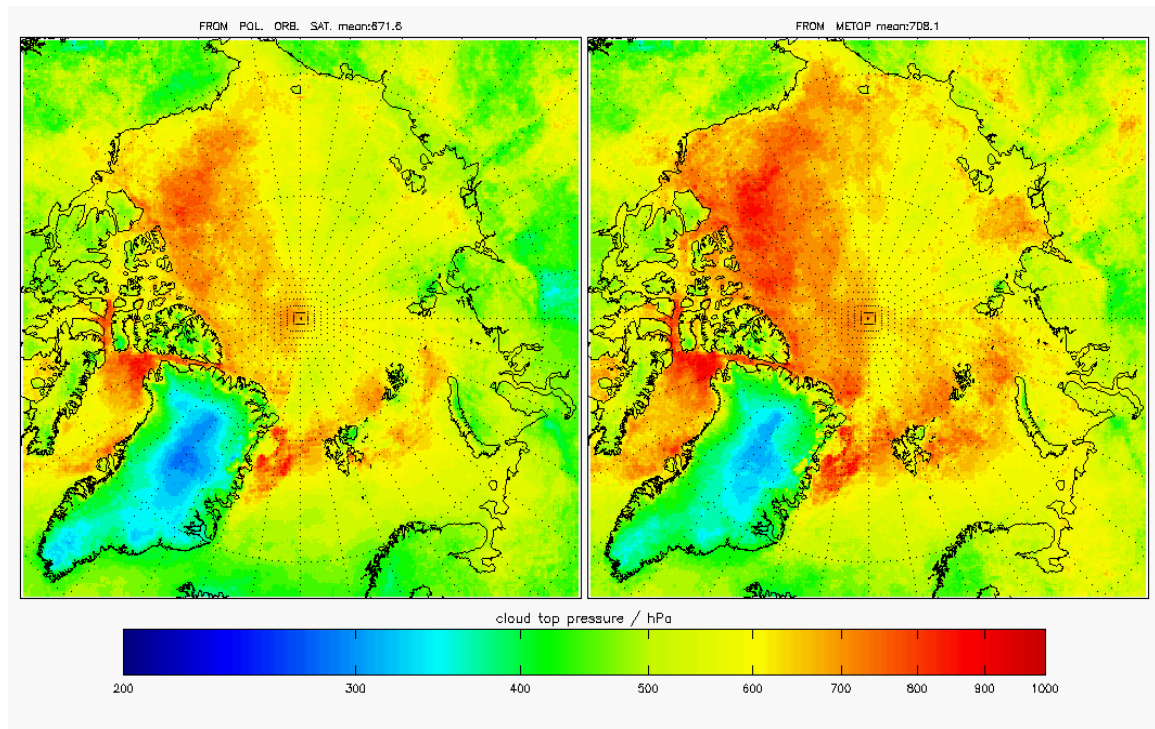 FROM POL. ORB. SAT. mean:671.6
FROM METOP mean:708.1
cloud top pressure / hPa
200 300 400 500 600 700 800 900 1000